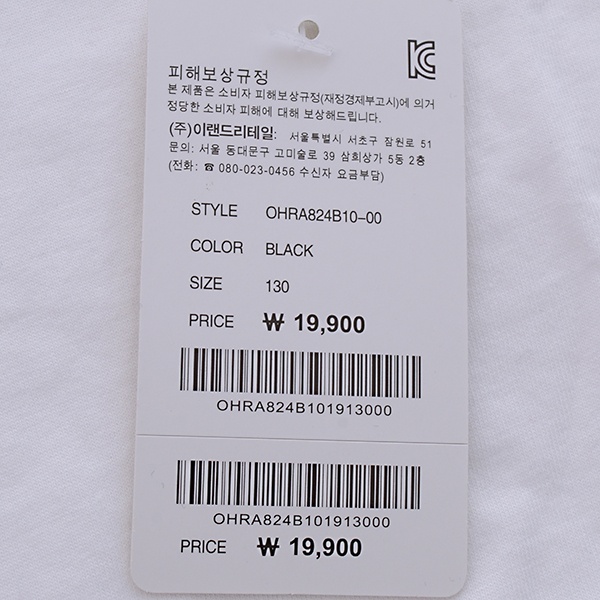 피해보상규정
본 제품은 소비자 피해보상규정(재정경제부고시)에 의거
정당한 소비자 피해에 대해 보상해드립니다.
(주)이랜드리테일: 서울특별시 서초구 잠원로 51
문의: 서울 동대문구 고미술로 39 삼희상가 5동 2층
(전화: ☎ 080-023-0456 수신자 요금부담)
STYLE OHRA824B10-00
COLOR BLACK
SIZE 130
PRICE ₩ 19,900
OHRA824B101913000
OHRA824B101913000
PRICE ₩ 19,900